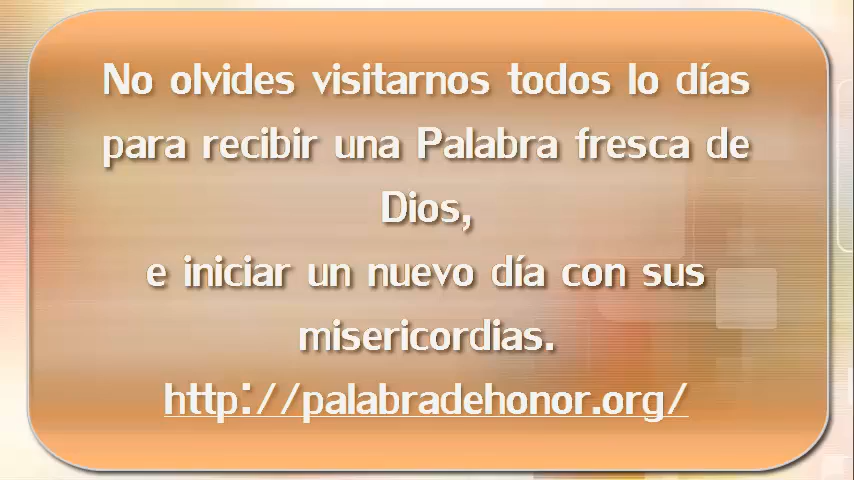 No olvides visitarnos todos lo días
para recibir una Palabra fresca de
Dios,
e iniciar un nuevo día con sus
misericordias.
http://palabradehonor.org/